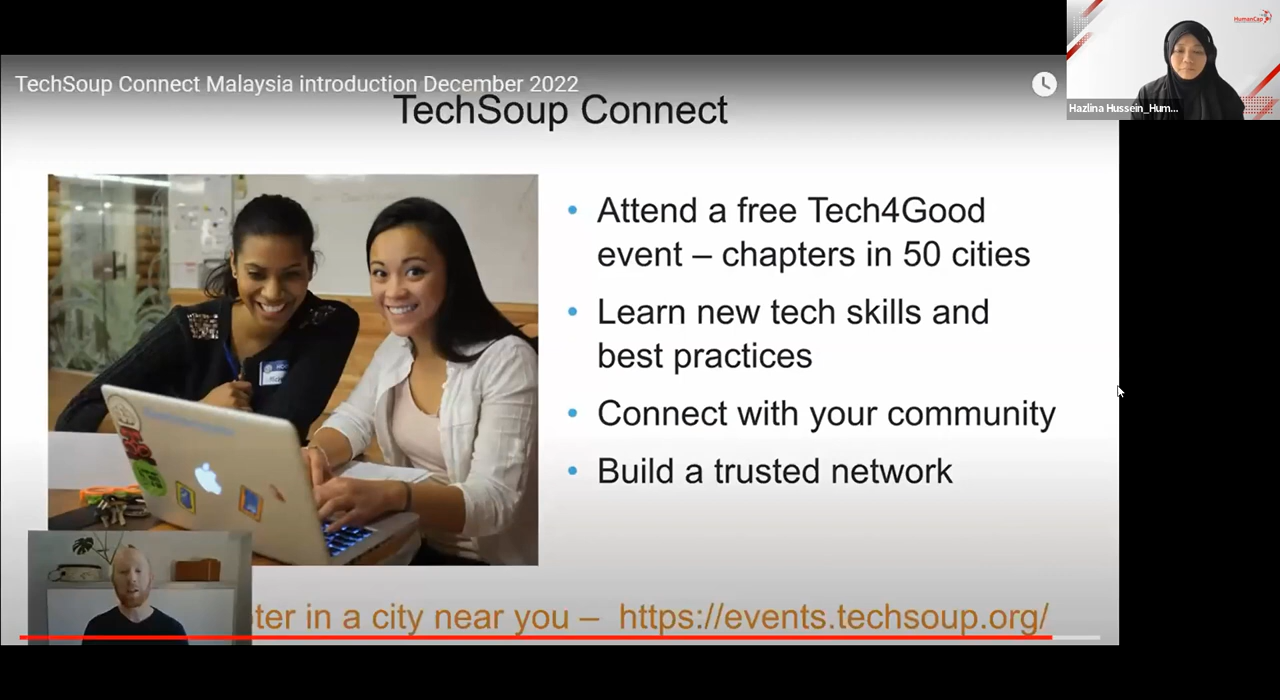 HumanCap
TechSoup Connect Malaysia introduction December 2022
Hazlina Hussein_Hum...
TechSoup Connect
• Attend a free Tech4Good
event – chapters in 50 cities
• Learn new tech skills and
best practices
• Connect with your community
• Build a trusted network
ter in a city near you – https://events.techsoup.org/